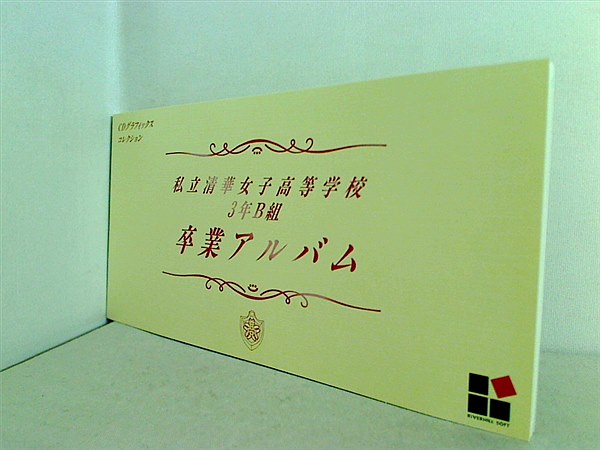 CDグラフィックス
コレクション
私立清華女子高等学校
3年B組
卒業アルバム
RIVERHILL SOFT